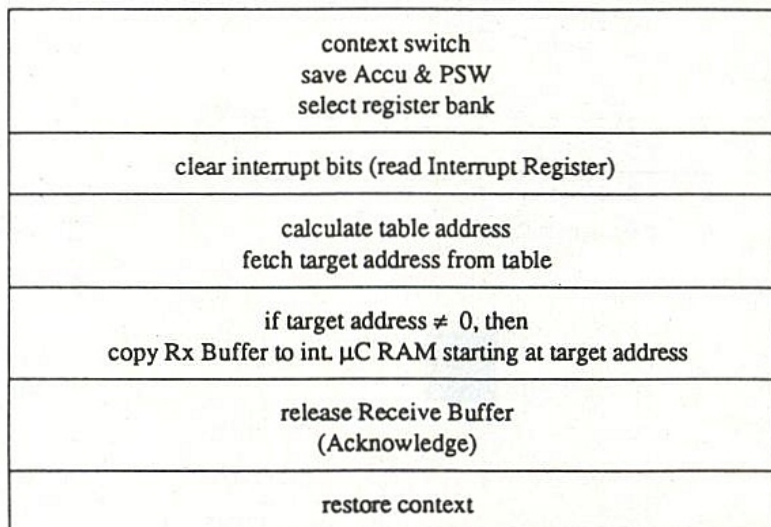 context switch
save Accu & PSW
select register bank
clear interrupt bits (read Interrupt Register)
calculate table address
fetch target address from table
if target address ≠ 0, then
copy Rx Buffer to int. µC RAM starting at target address
release Receive Buffer
(Acknowledge)
restore context